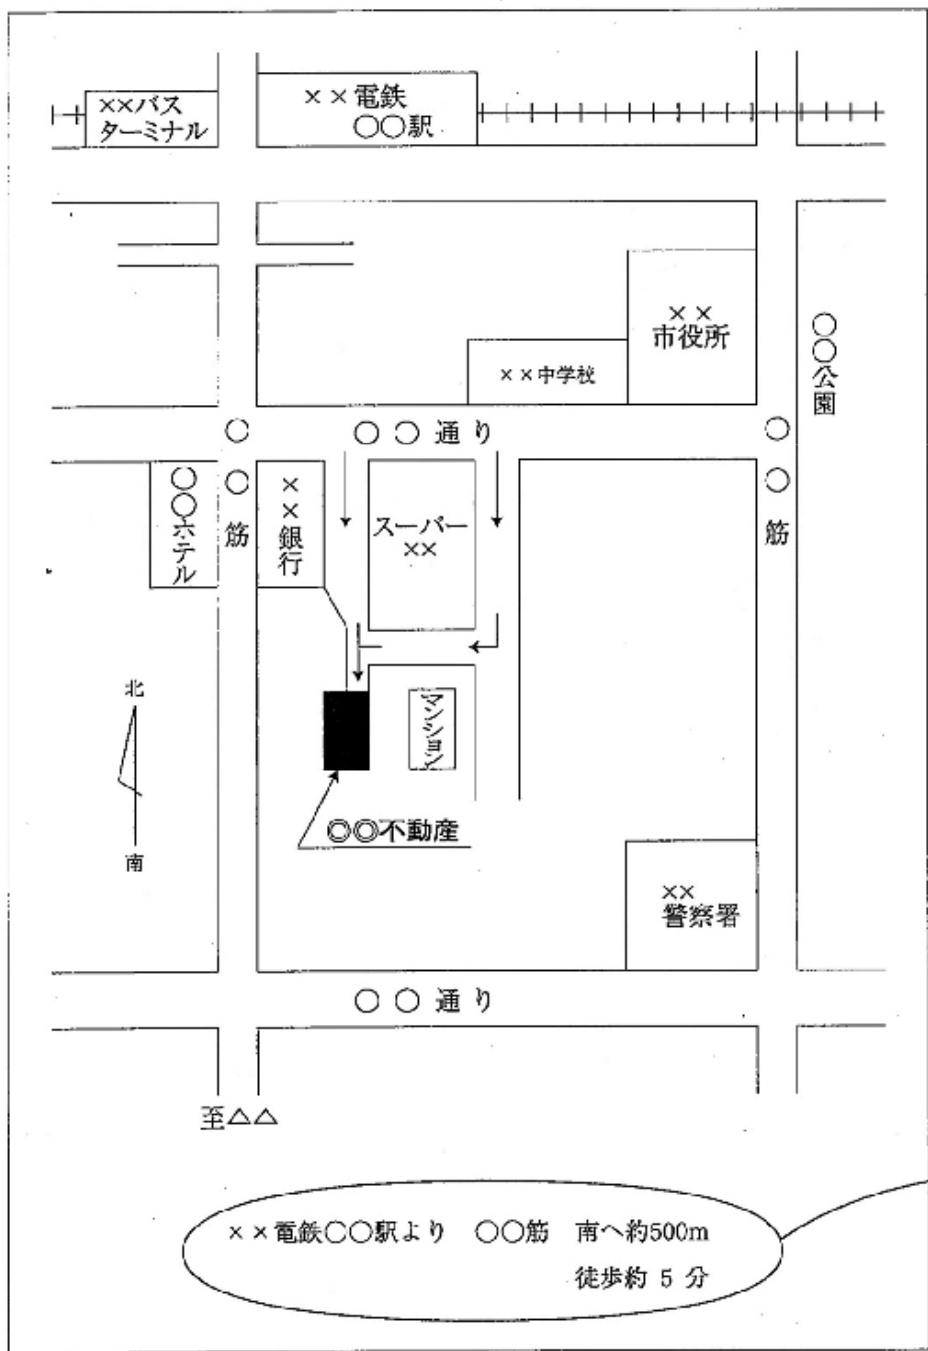 ××バス
ターミナル
××電鉄
○○駅
××
市役所
××中学校
○○公園
○○通り
○○筋
○○筋
○○ホテル
××銀行
スーパー
××
北
南
マンション
◎◎不動産
××
警察署
○○通り
至△△
××電鉄○○駅より ○○筋 南へ約500m
徒歩約 5 分